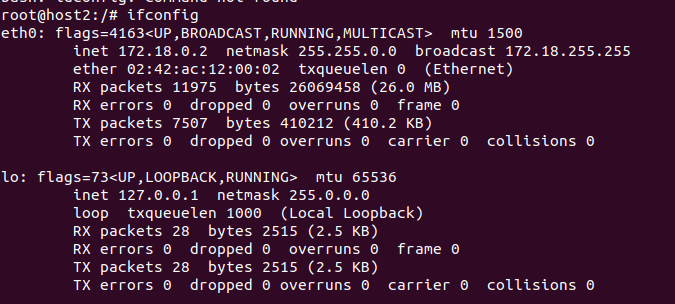 bash: idconfig: command not found
root@host2:/# ifconfig
eth0: flags=4163<UP,BROADCAST,RUNNING,MULTICAST>  mtu 1500
        inet 172.18.0.2  netmask 255.255.0.0  broadcast 172.18.255.255
        ether 02:42:ac:12:00:02  txqueuelen 0  (Ethernet)
        RX packets 11975  bytes 26069458 (26.0 MB)
        RX errors 0  dropped 0  overruns 0  frame 0
        TX packets 7507  bytes 410212 (410.2 KB)
        TX errors 0  dropped 0 overruns 0  carrier 0  collisions 0

lo: flags=73<UP,LOOPBACK,RUNNING>  mtu 65536
        inet 127.0.0.1  netmask 255.0.0.0
        loop  txqueuelen 1000  (Local Loopback)
        RX packets 28  bytes 2515 (2.5 KB)
        RX errors 0  dropped 0  overruns 0  frame 0
        TX packets 28  bytes 2515 (2.5 KB)
        TX errors 0  dropped 0 overruns 0  carrier 0  collisions 0